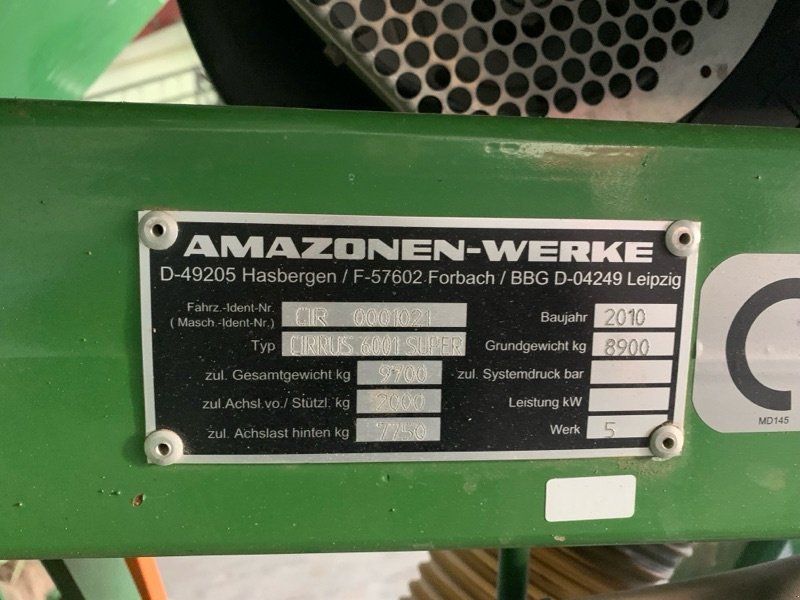 AMAZONEN-WERKE
D-49205 Hasbergen / F-57602 Forbach / BBG D-04249 Leipzig
Fahrz.-Ident-Nr. CIR 0001021 Baujahr 2010
( Masch.-Ident-Nr.)
Typ CIRRUS 6001 SUPER Grundgewicht kg 8900
zul. Gesamtgewicht kg 9700 zul. Systemdruck bar
zul.Achsl.vo./ Stützl. kg 2000 Leistung kW
zul. Achslast hinten kg 7750 Werk 5
MD145